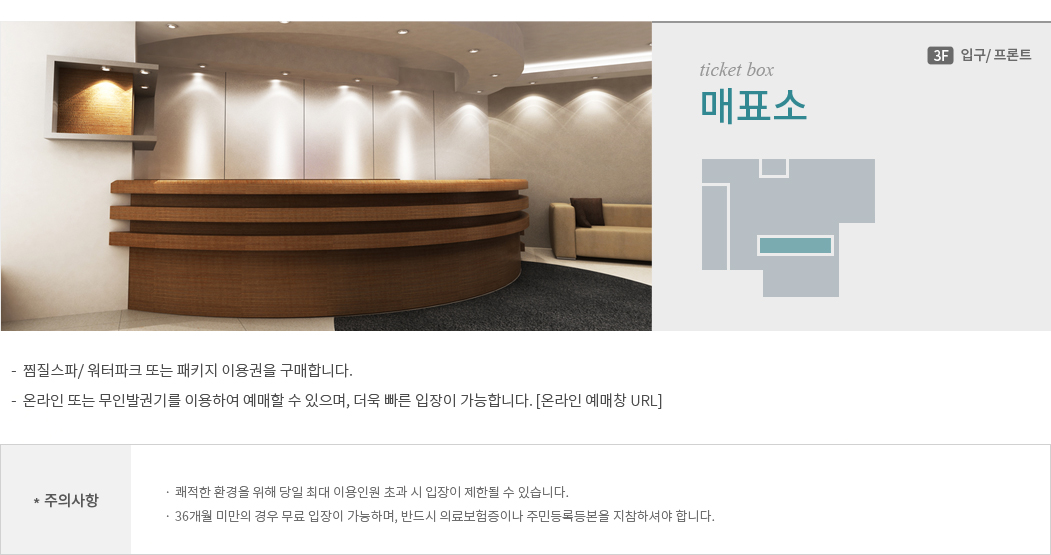 3F 입구/ 프론트
ticket box
매표소
- 찜질스파/ 워터파크 또는 패키지 이용권을 구매합니다.
- 온라인 또는 무인발권기를 이용하여 예매할 수 있으며, 더욱 빠른 입장이 가능합니다. [온라인 예매창 URL]
* 주의사항
· 쾌적한 환경을 위해 당일 최대 이용인원 초과 시 입장이 제한될 수 있습니다.
· 36개월 미만의 경우 무료 입장이 가능하며, 반드시 의료보험증이나 주민등록등본을 지참하셔야 합니다.